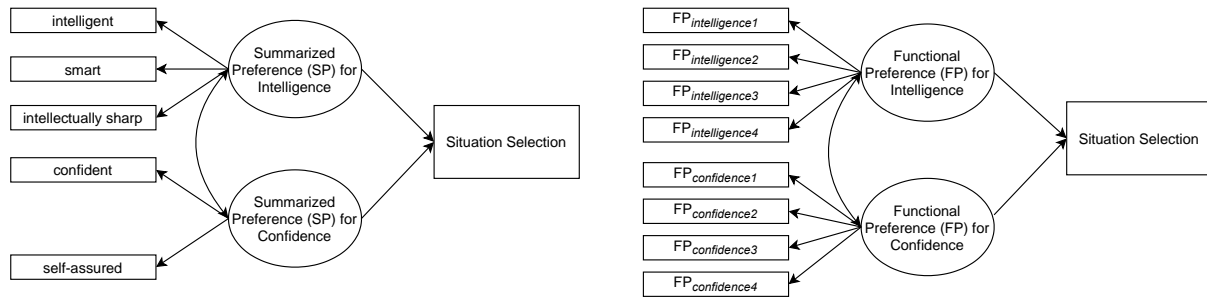 intelligent
smart
intellectually sharp
confident
self-assured
Summarized
Preference (SP) for
Intelligence
Summarized
Preference (SP) for
Confidence
Situation Selection
FPintelligence1
FPintelligence2
FPintelligence3
FPintelligence4
FPconfidence1
FPconfidence2
FPconfidence3
FPconfidence4
Functional
Preference (FP) for
Intelligence
Functional
Preference (FP) for
Confidence
Situation Selection